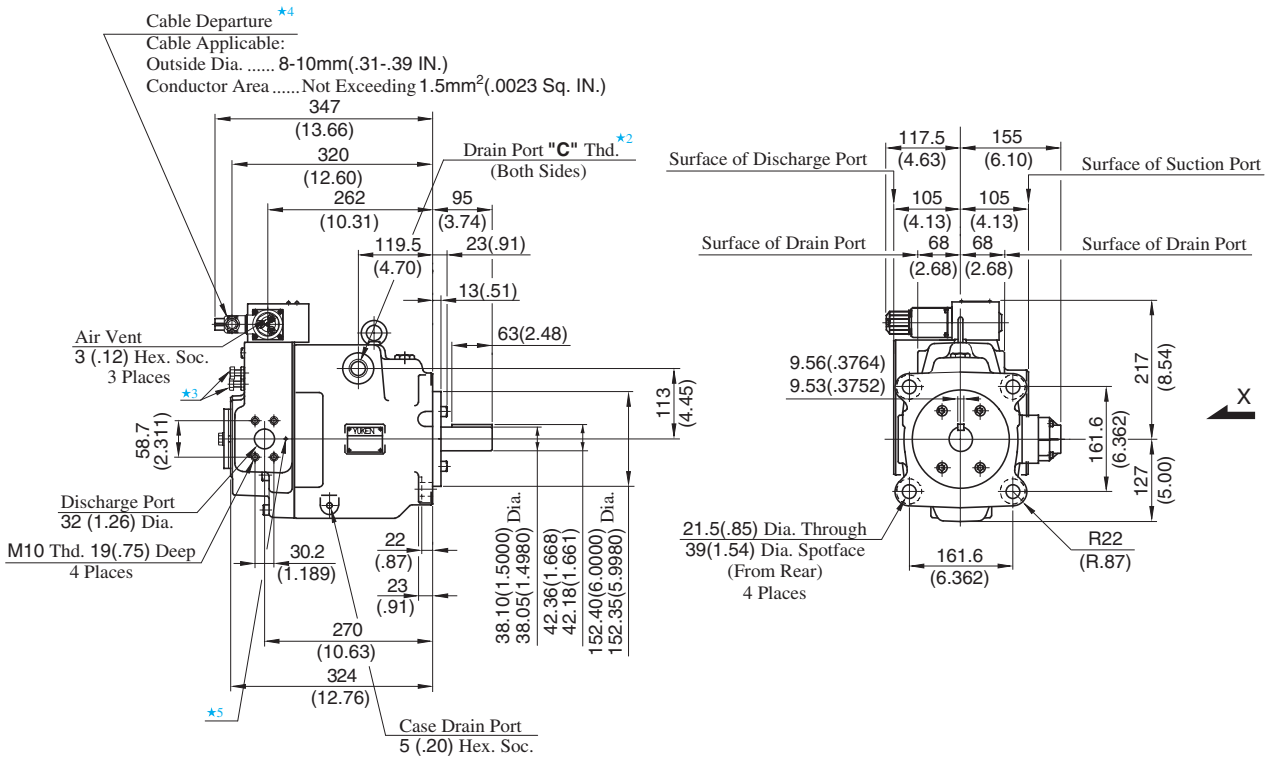 Cable Departure ★4
Cable Applicable:
Outside Dia. ...... 8-10mm(.31-.39 IN.)
Conductor Area ...... Not Exceeding 1.5mm²(.0023 Sq. IN.)
347
(13.66)
320
(12.60)
262
(10.31)
119.5
(4.70)
Drain Port "C" Thd. ★2
(Both Sides)
95
(3.74)
23(.91)
13(.51)
63(2.48)
Air Vent
3 (.12) Hex. Soc.
3 Places
★3
58.7
(2.311)
YUKEN
113
(4.45)
Discharge Port
32 (1.26) Dia.
M10 Thd. 19(.75) Deep
4 Places
30.2
(1.189)
22
(.87)
23
(.91)
270
(10.63)
324
(12.76)
★5
Case Drain Port
5 (.20) Hex. Soc.
38.10(1.5000) Dia.
38.05(1.4980)
42.36(1.668)
42.18(1.661)
152.40(6.0000) Dia.
152.35(5.9980)
117.5
(4.63)
155
(6.10)
Surface of Discharge Port
Surface of Suction Port
105
(4.13)
105
(4.13)
Surface of Drain Port
68
(2.68)
68
(2.68)
Surface of Drain Port
9.56(.3764)
9.53(.3752)
217
(8.54)
X
161.6
(6.362)
127
(5.00)
21.5(.85) Dia. Through
39(1.54) Dia. Spotface
(From Rear)
4 Places
161.6
(6.362)
R22
(R.87)